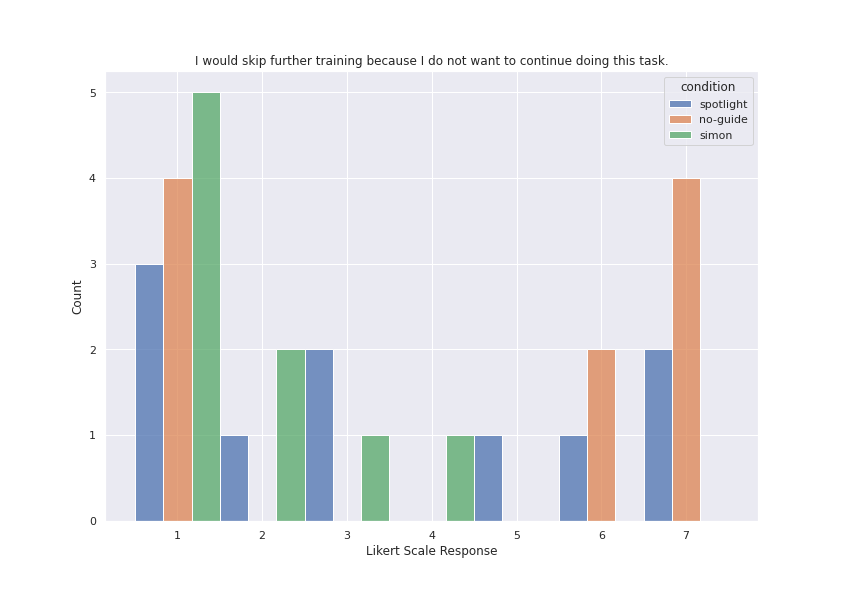 I would skip further training because I do not want to continue doing this task.
condition
spotlight
no-guide
simon
5
4
3
2
1
0
Count
1 2 3 4 5 6 7
Likert Scale Response